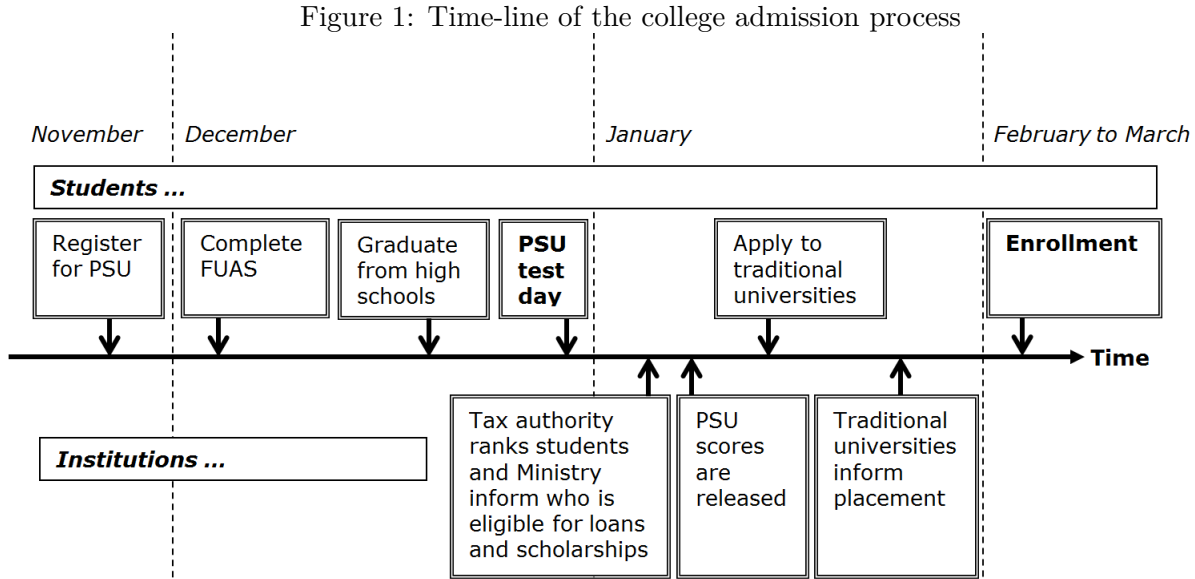 Figure 1: Time-line of the college admission process
November
December
January
February to March
Students ...
Register
for PSU
Complete
FUAS
Graduate
from high
schools
PSU
test
day
Apply to
traditional
universities
Enrollment
Time
Institutions ...
Tax authority
ranks students
and Ministry
inform who is
eligible for loans
and scholarships
PSU
scores
are
released
Traditional
universities
inform
placement